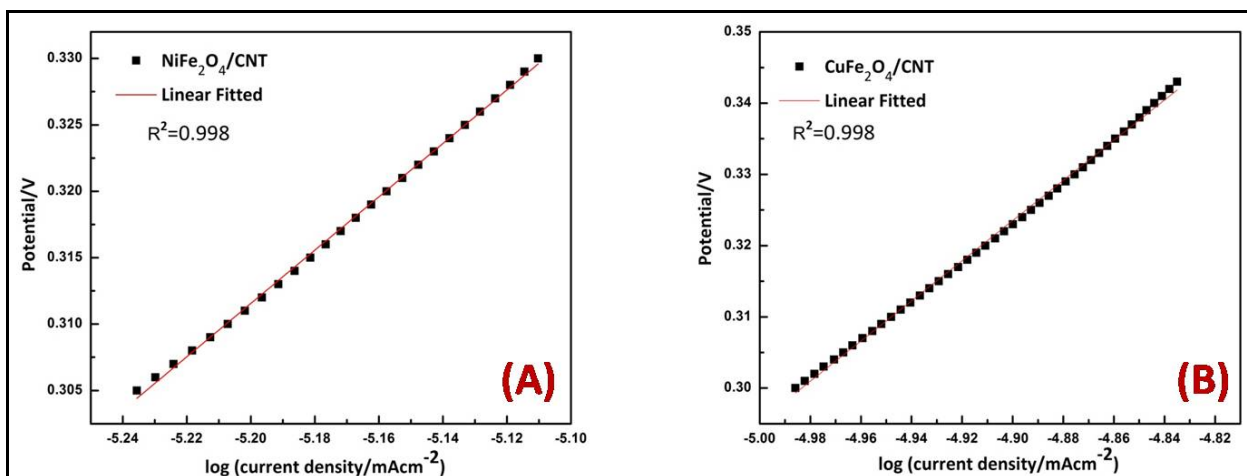 NiFe₂O₄/CNT
Linear Fitted
R²=0.998
0.330
0.325
0.320
0.315
0.310
0.305
Potential/V
-5.24 -5.22 -5.20 -5.18 -5.16 -5.14 -5.12 -5.10
log (current density/mAcm⁻²)
(A)
CuFe₂O₄/CNT
Linear Fitted
R²=0.998
0.35
0.34
0.33
0.32
0.31
0.30
Potential/V
-5.00 -4.98 -4.96 -4.94 -4.92 -4.90 -4.88 -4.86 -4.84 -4.82
log (current density/mAcm⁻²)
(B)